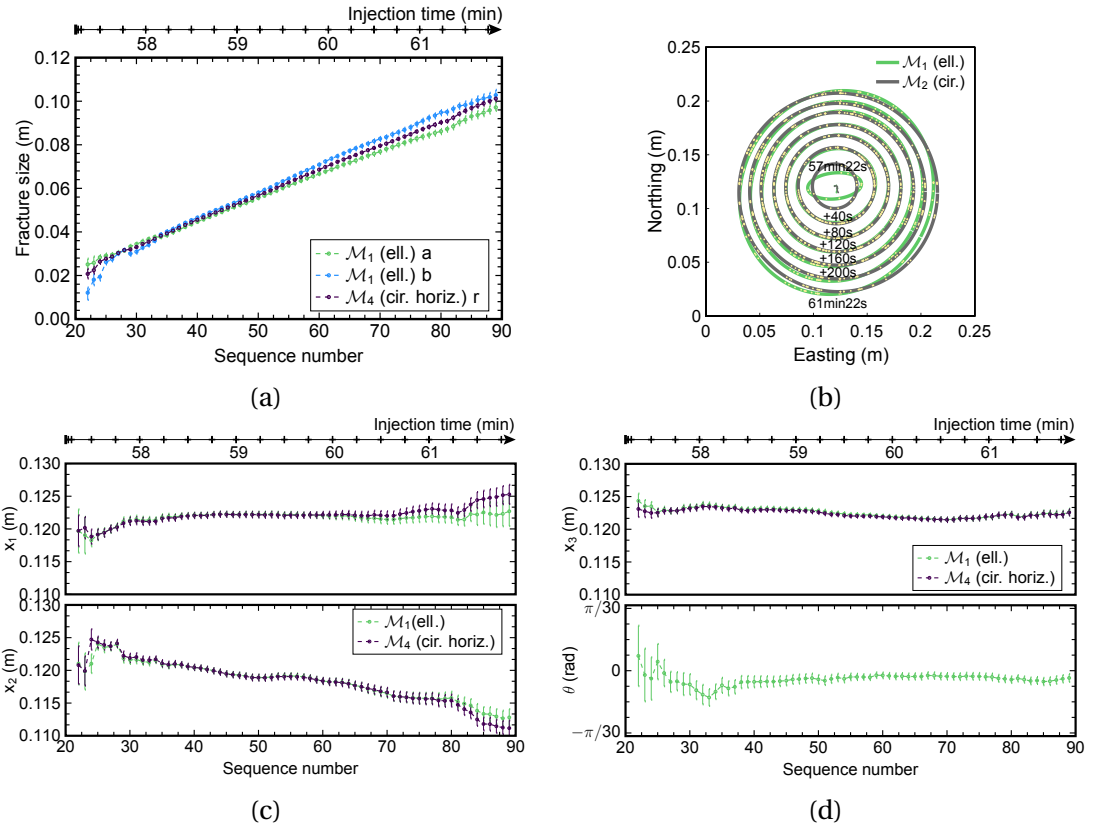 Injection time (min)
58 59 60 61
0.12
0.10
0.08
0.06
0.04
0.02
0.00
Fracture size (m)
ℳ₁ (ell.) a
ℳ₁ (ell.) b
ℳ₄ (cir. horiz.) r
20 30 40 50 60 70 80 90
Sequence number
(a)
0.25
0.2
0.15
0.1
0.05
0
Northing (m)
ℳ₁ (ell.)
ℳ₂ (cir.)
57min22s
+40s
+80s
+120s
+160s
+200s
61min22s
0 0.05 0.1 0.15 0.2 0.25
Easting (m)
(b)
Injection time (min)
58 59 60 61
0.130
0.125
0.120
0.115
0.110
x₁ (m)
0.130
0.125
0.120
0.115
0.110
x₂ (m)
ℳ₁(ell.)
ℳ₄ (cir. horiz.)
20 30 40 50 60 70 80 90
Sequence number
(c)
Injection time (min)
58 59 60 61
0.130
0.125
0.120
0.115
0.110
x₃ (m)
ℳ₁ (ell.)
ℳ₄ (cir. horiz.)
π/30
0
−π/30
θ (rad)
20 30 40 50 60 70 80 90
Sequence number
(d)